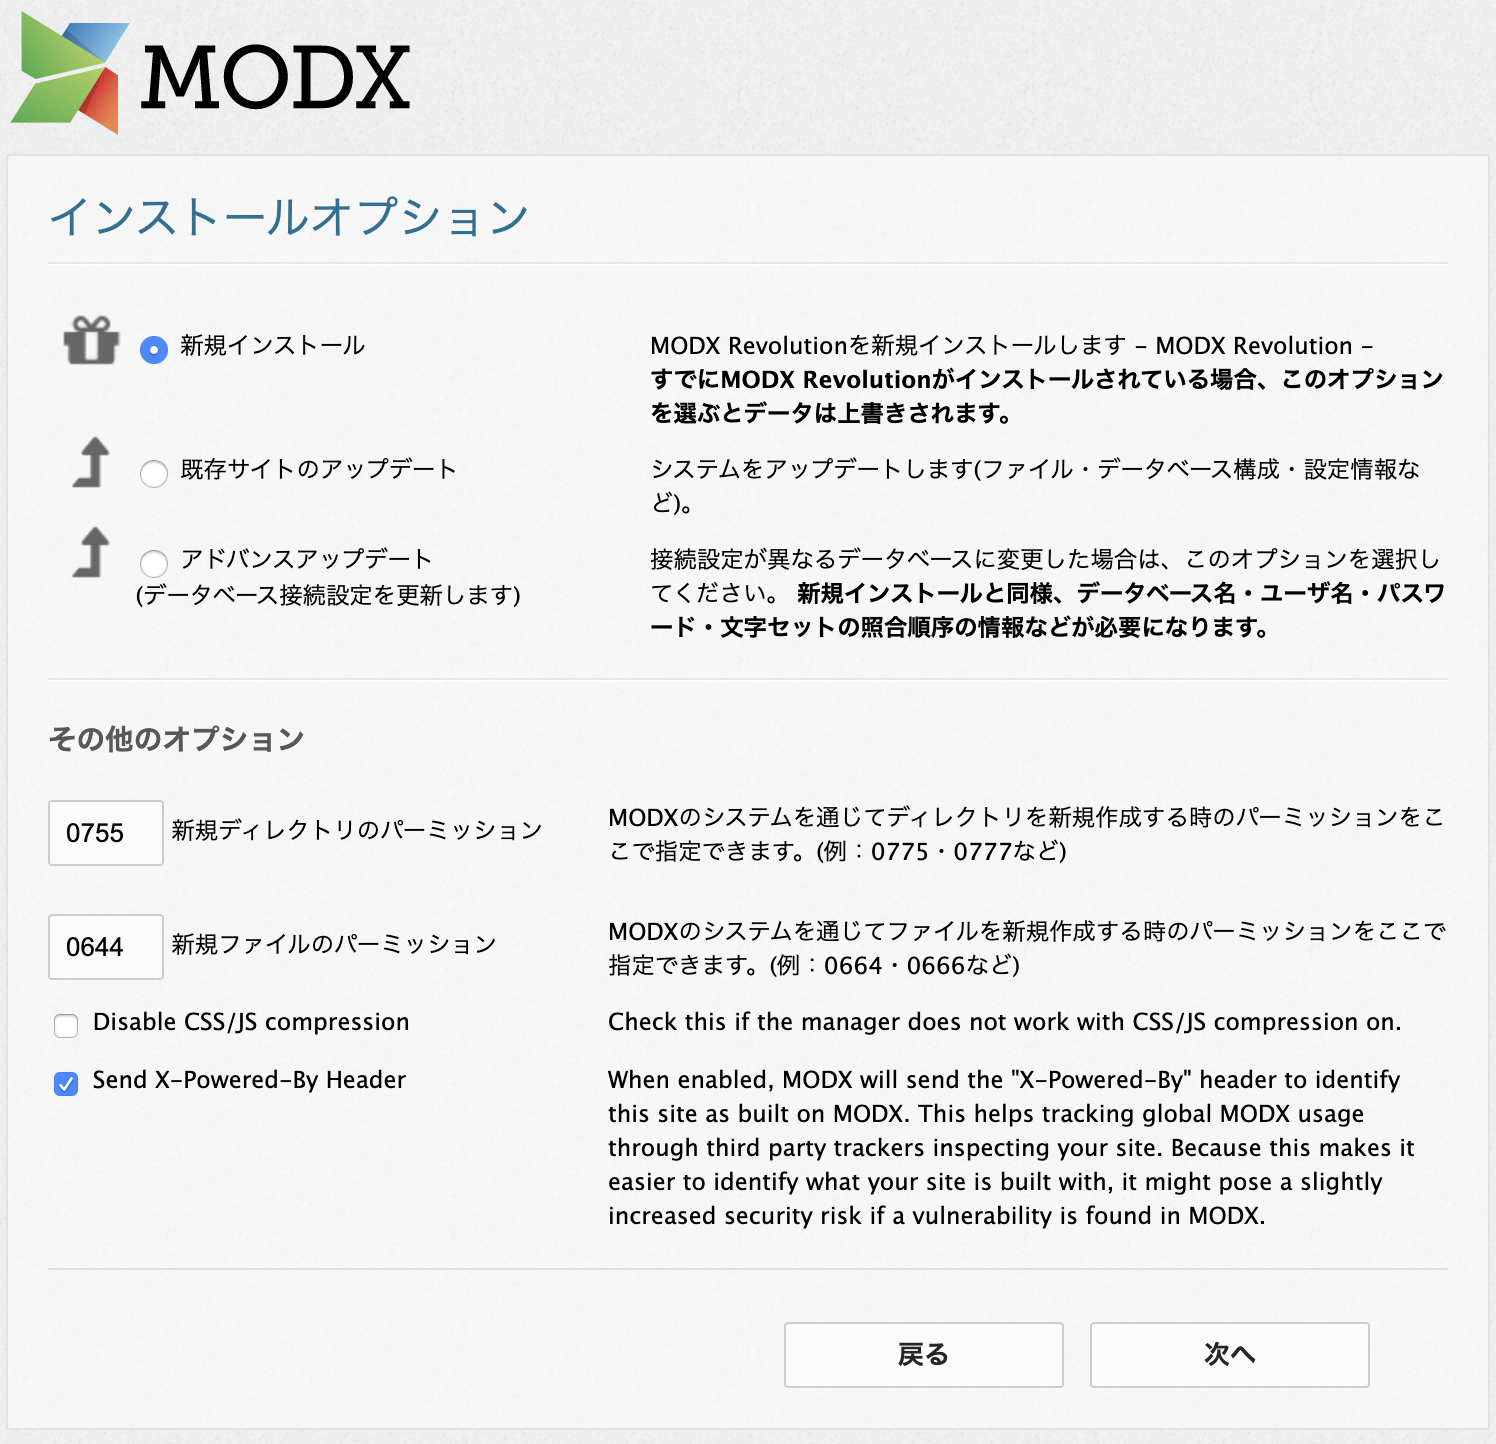 MODX
インストールオプション
新規インストール
MODX Revolutionを新規インストールします – MODX Revolution –
すでにMODX Revolutionがインストールされている場合、このオプション
を選ぶとデータは上書きされます。
既存サイトのアップデート
システムをアップデートします(ファイル・データベース構成・設定情報な
ど)。
アドバンスアップデート
(データベース接続設定を更新します)
接続設定が異なるデータベースに変更した場合は、このオプションを選択し
てください。 新規インストールと同様、データベース名・ユーザ名・パスワ
ード・文字セットの照合順序の情報などが必要になります。
その他のオプション
0755 新規ディレクトリのパーミッション
MODXのシステムを通じてディレクトリを新規作成する時のパーミッションをこ
こで指定できます。(例：0775・0777など)
0644 新規ファイルのパーミッション
MODXのシステムを通じてファイルを新規作成する時のパーミッションをここで
指定できます。(例：0664・0666など)
Disable CSS/JS compression
Check this if the manager does not work with CSS/JS compression on.
Send X-Powered-By Header
When enabled, MODX will send the "X-Powered-By" header to identify
this site as built on MODX. This helps tracking global MODX usage
through third party trackers inspecting your site. Because this makes it
easier to identify what your site is built with, it might pose a slightly
increased security risk if a vulnerability is found in MODX.
戻る
次へ